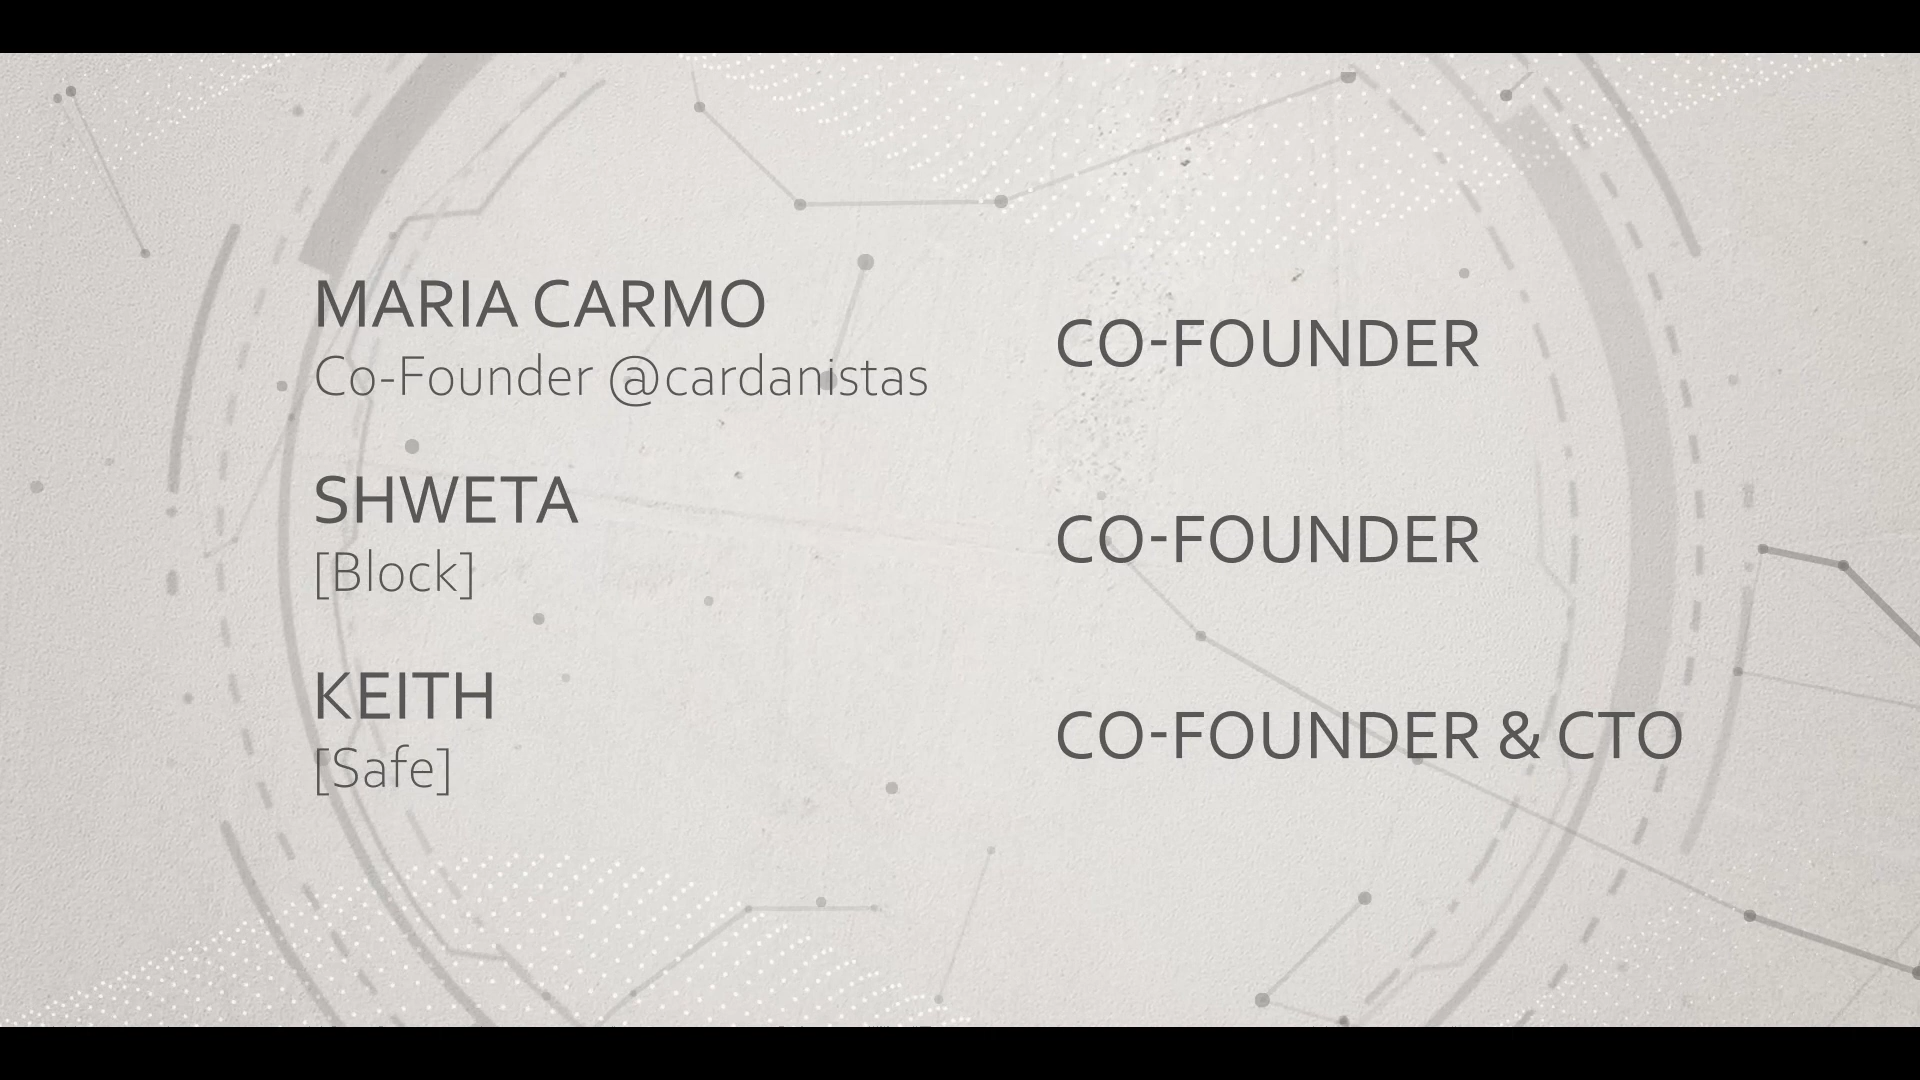 MARIA CARMO
Co-Founder @cardanistas
CO-FOUNDER
SHWETA
[Block]
CO-FOUNDER
KEITH
[Safe]
CO-FOUNDER & CTO